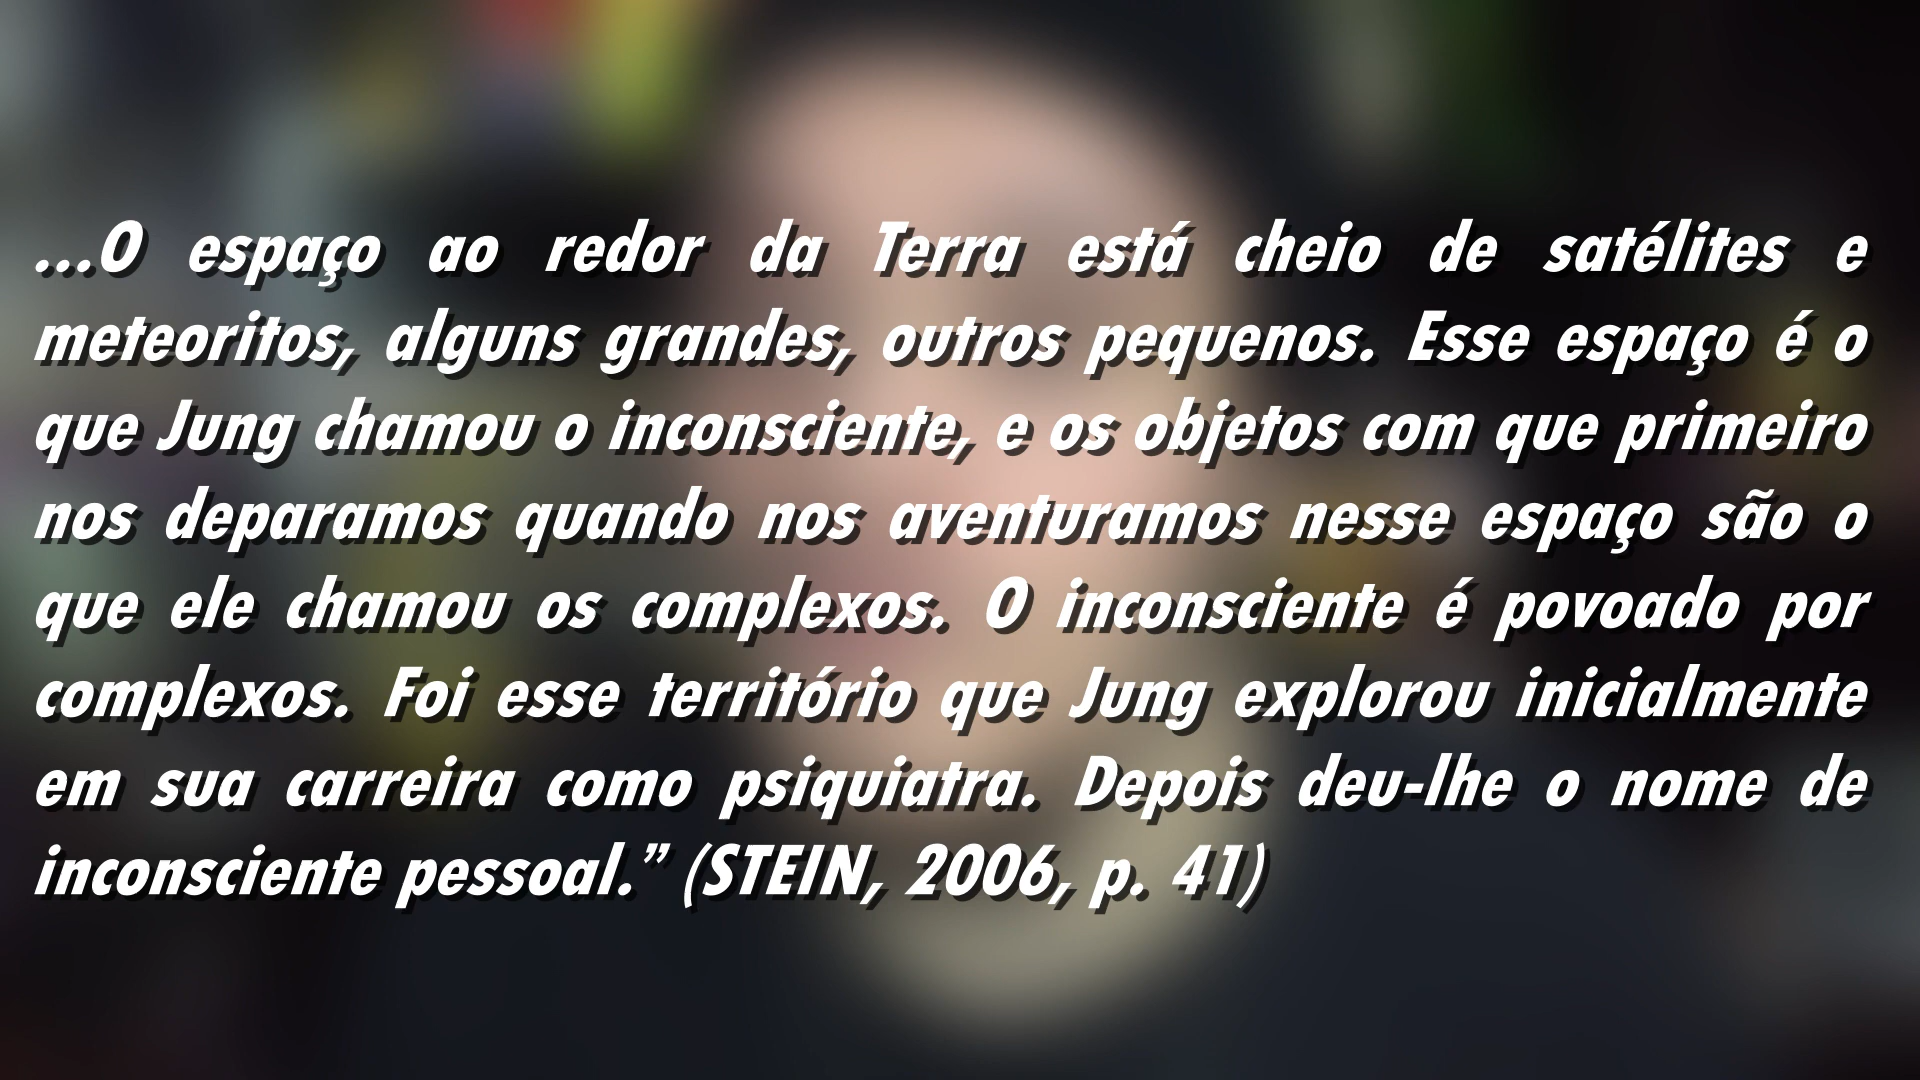 ...O espaço ao redor da Terra está cheio de satélites e
meteoritos, alguns grandes, outros pequenos. Esse espaço é o
que Jung chamou o inconsciente, e os objetos com que primeiro
nos deparamos quando nos aventuramos nesse espaço são o
que ele chamou os complexos. O inconsciente é povoado por
complexos. Foi esse território que Jung explorou inicialmente
em sua carreira como psiquiatra. Depois deu-lhe o nome de
inconsciente pessoal.” (STEIN, 2006, p. 41)